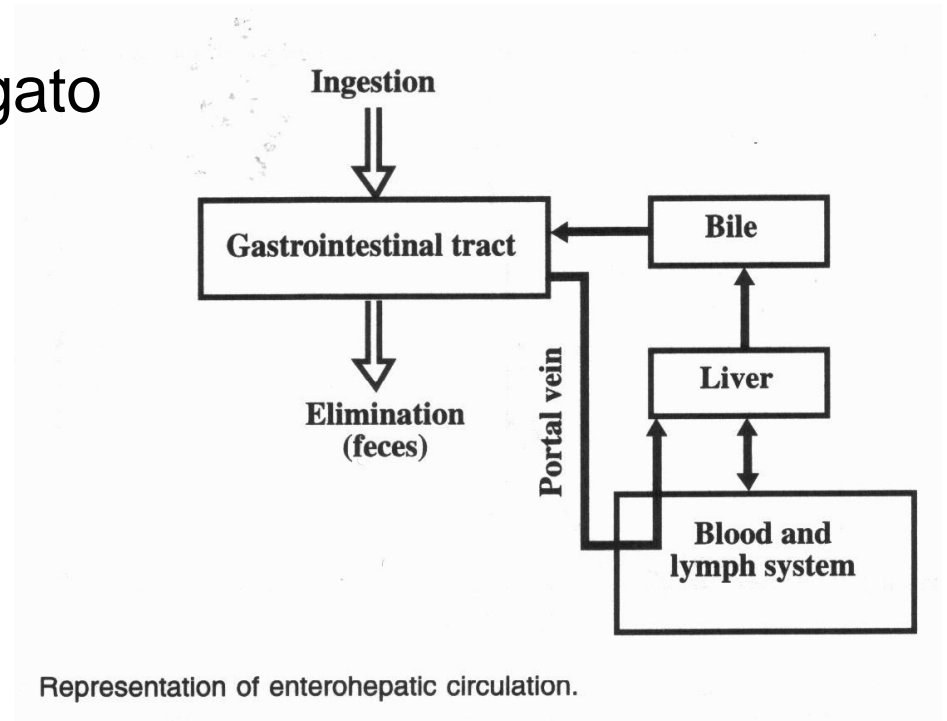 gato
Ingestion
Gastrointestinal tract
Bile
Liver
Portal vein
Elimination
(feces)
Blood and
lymph system
Representation of enterohepatic circulation.